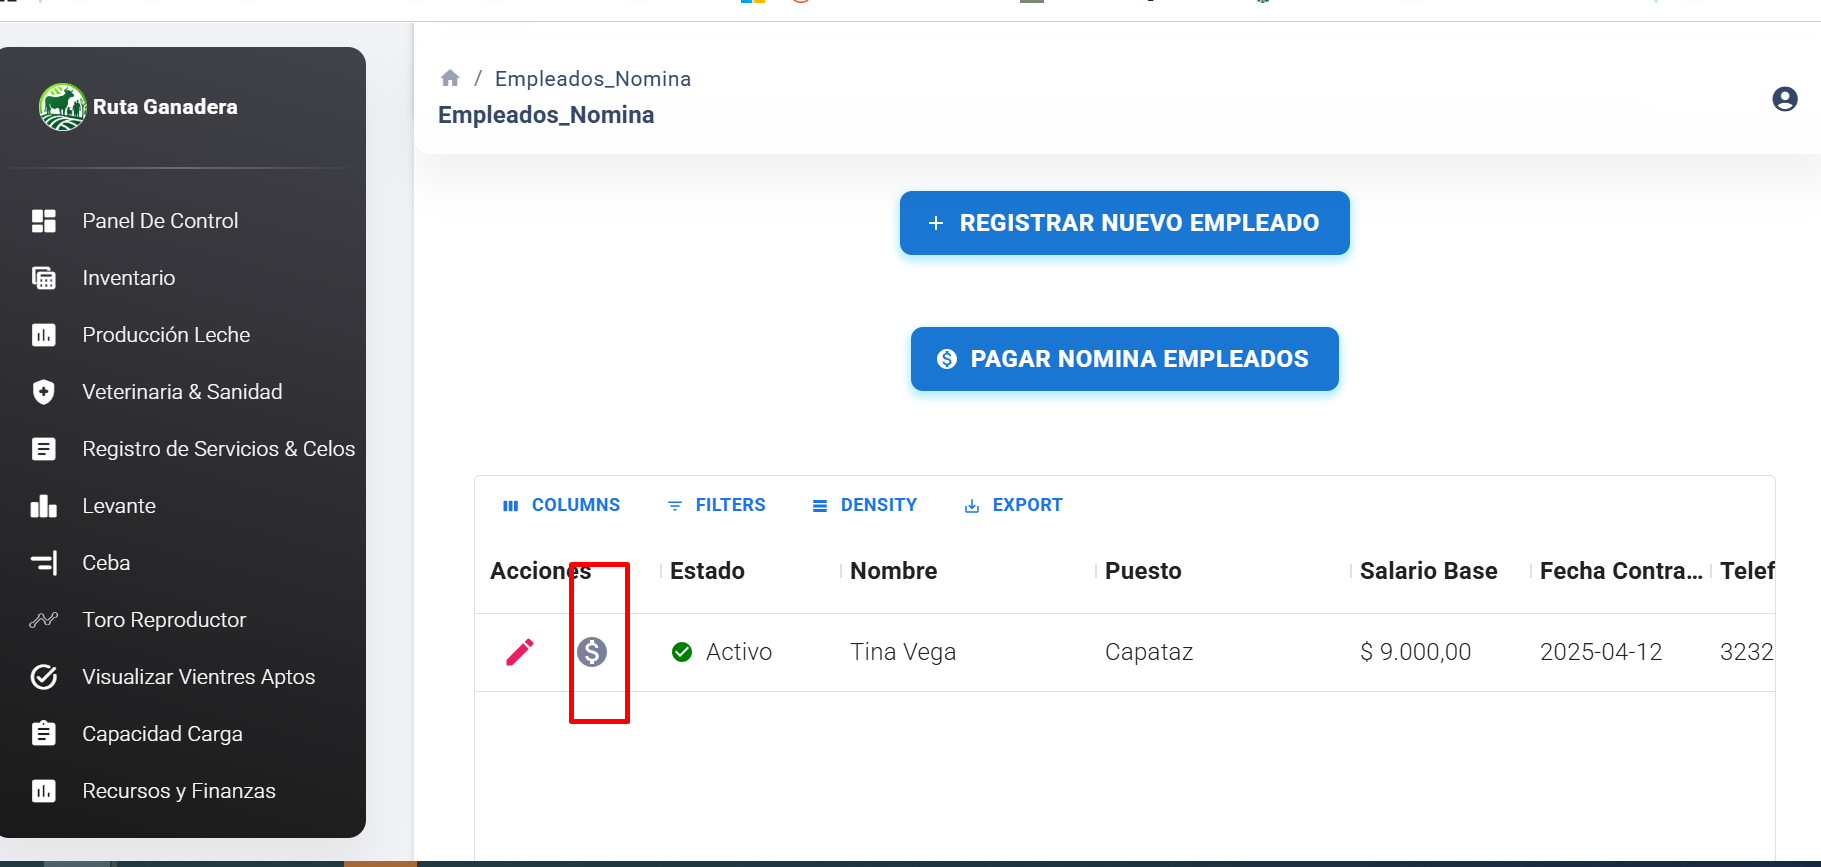 Ruta Ganadera
Panel De Control
Inventario
Producción Leche
Veterinaria & Sanidad
Registro de Servicios & Celos
Levante
Ceba
Toro Reproductor
Visualizar Vientres Aptos
Capacidad Carga
Recursos y Finanzas
/ Empleados_Nomina
Empleados_Nomina
+ REGISTRAR NUEVO EMPLEADO
PAGAR NOMINA EMPLEADOS
COLUMNS FILTERS DENSITY EXPORT
Acciones Estado Nombre Puesto Salario Base Fecha Contra... Telef
Activo Tina Vega Capataz $ 9.000,00 2025-04-12 3232